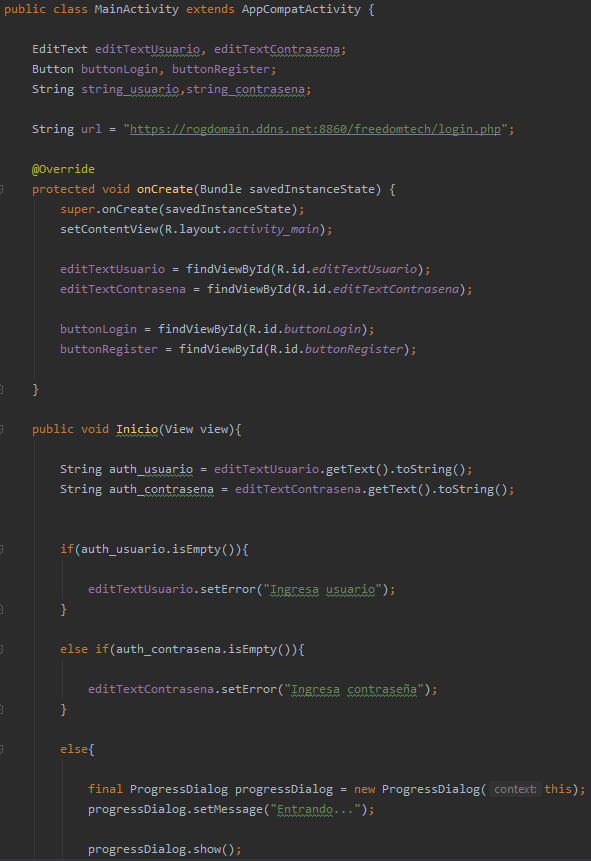 public class MainActivity extends AppCompatActivity {
EditText editTextUsuario, editTextContrasena;
Button buttonLogin, buttonRegister;
String string_usuario,string_contrasena;
String url = "https://rogdomain.ddns.net:8860/freedomtech/login.php";
@Override
protected void onCreate(Bundle savedInstanceState) {
super.onCreate(savedInstanceState);
setContentView(R.layout.activity_main);
editTextUsuario = findViewById(R.id.editTextUsuario);
editTextContrasena = findViewById(R.id.editTextContrasena);
buttonLogin = findViewById(R.id.buttonLogin);
buttonRegister = findViewById(R.id.buttonRegister);
}
public void Inicio(View view){
String auth_usuario = editTextUsuario.getText().toString();
String auth_contrasena = editTextContrasena.getText().toString();
if(auth_usuario.isEmpty()){
editTextUsuario.setError("Ingresa usuario");
}
else if(auth_contrasena.isEmpty()){
editTextContrasena.setError("Ingresa contraseña");
}
else{
final ProgressDialog progressDialog = new ProgressDialog( context: this);
progressDialog.setMessage("Entrando...");
progressDialog.show();